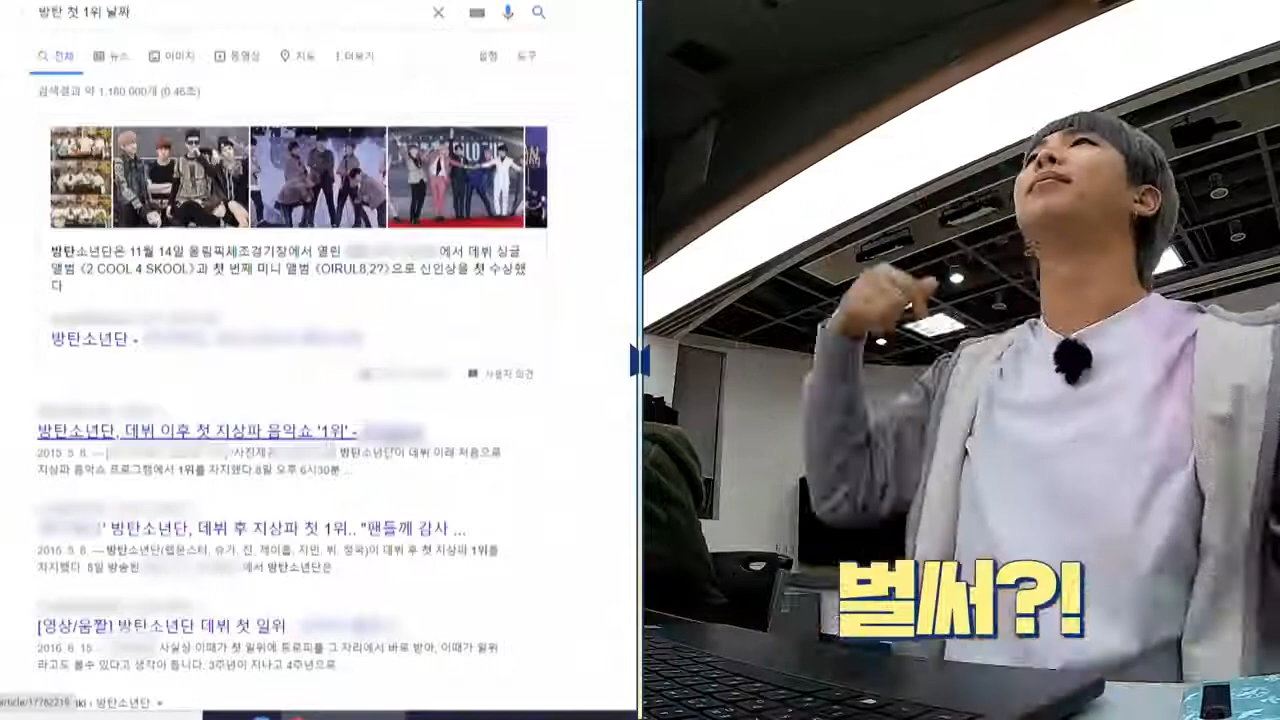 방탄 첫 1위 날짜
전체 뉴스 이미지 동영상 지도 더보기 설정 도구
검색결과 약 1,180,000개 (0.46초)
방탄소년단은 11월 14일 올림픽체조경기장에서 열린 에서 데뷔 싱글
앨범 《2 COOL 4 SKOOL》과 첫 번째 미니 앨범 《O!RUL8,2?》으로 신인상을 첫 수상했
다
방탄소년단 -
사용자 의견
방탄소년단, 데뷔 이후 첫 지상파 음악쇼 '1위' -
2015. 5. 8. — 사진제공 방탄소년단이 데뷔 이래 처음으로
지상파 음악쇼 프로그램에서 1위를 차지했다. 8일 오후 6시30분 ...
' 방탄소년단, 데뷔 후 지상파 첫 1위.. "팬들께 감사 ...
2015. 5. 8. — 방탄소년단(랩몬스터, 슈가, 진, 제이홉, 지민, 뷔, 정국)이 데뷔 후 첫 지상파 1위를
차지했다. 8일 방송된 에서 방탄소년단은
[영상/움짤] 방탄소년단 데뷔 첫 일위
2016. 6. 15. — 사실상 이때가 첫 일위에 트로피를 그 자리에서 바로 받아, 이때가 일위
라고도 볼수 있다고 생각이 듭니다. 3주년이 지나고 4주년으로
article/17762219 iki › 방탄소년단
벌써?!